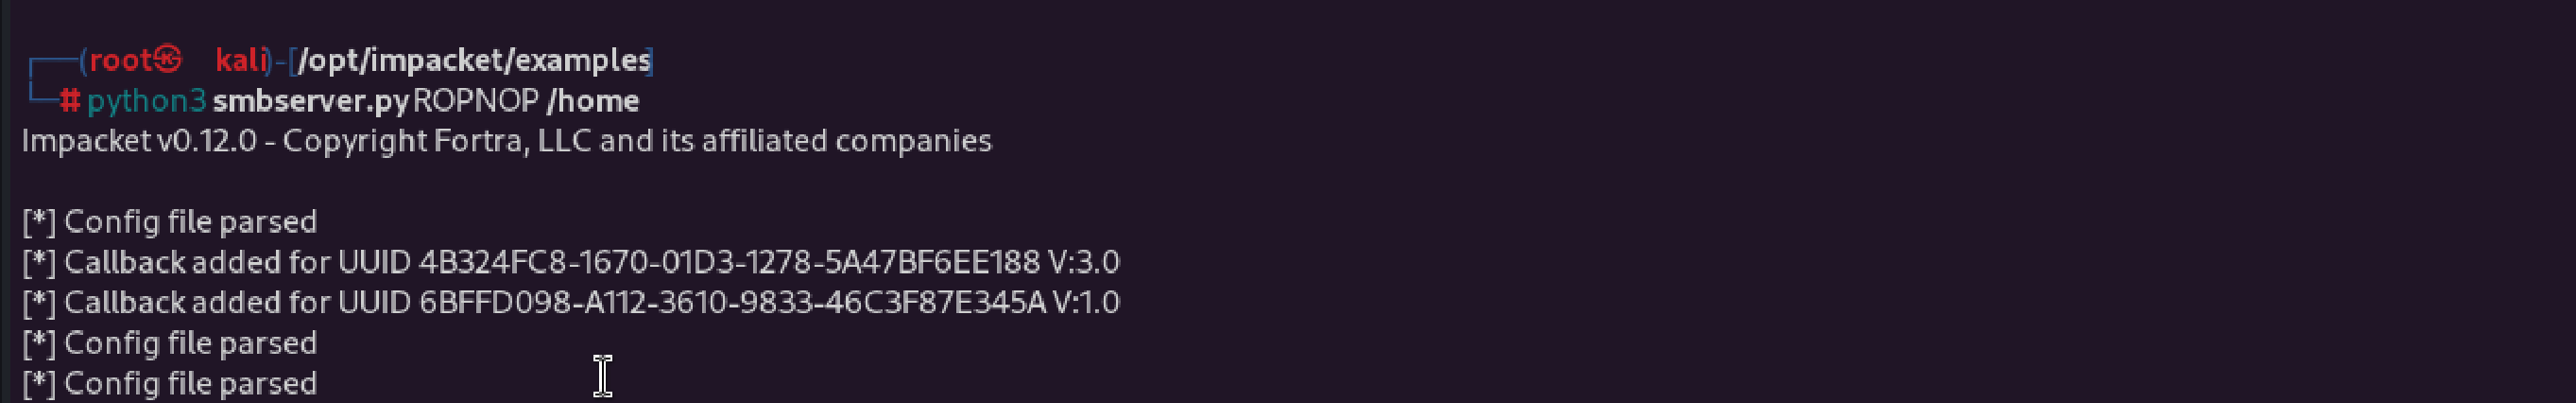 ┌──(root㉿ kali)-[/opt/impacket/examples]
└─# python3 smbserver.py ROPNOP /home
Impacket v0.12.0 - Copyright Fortra, LLC and its affiliated companies
[*] Config file parsed
[*] Callback added for UUID 4B324FC8-1670-01D3-1278-5A47BF6EE188 V:3.0
[*] Callback added for UUID 6BFFD098-A112-3610-9833-46C3F87E345A V:1.0
[*] Config file parsed
[*] Config file parsed